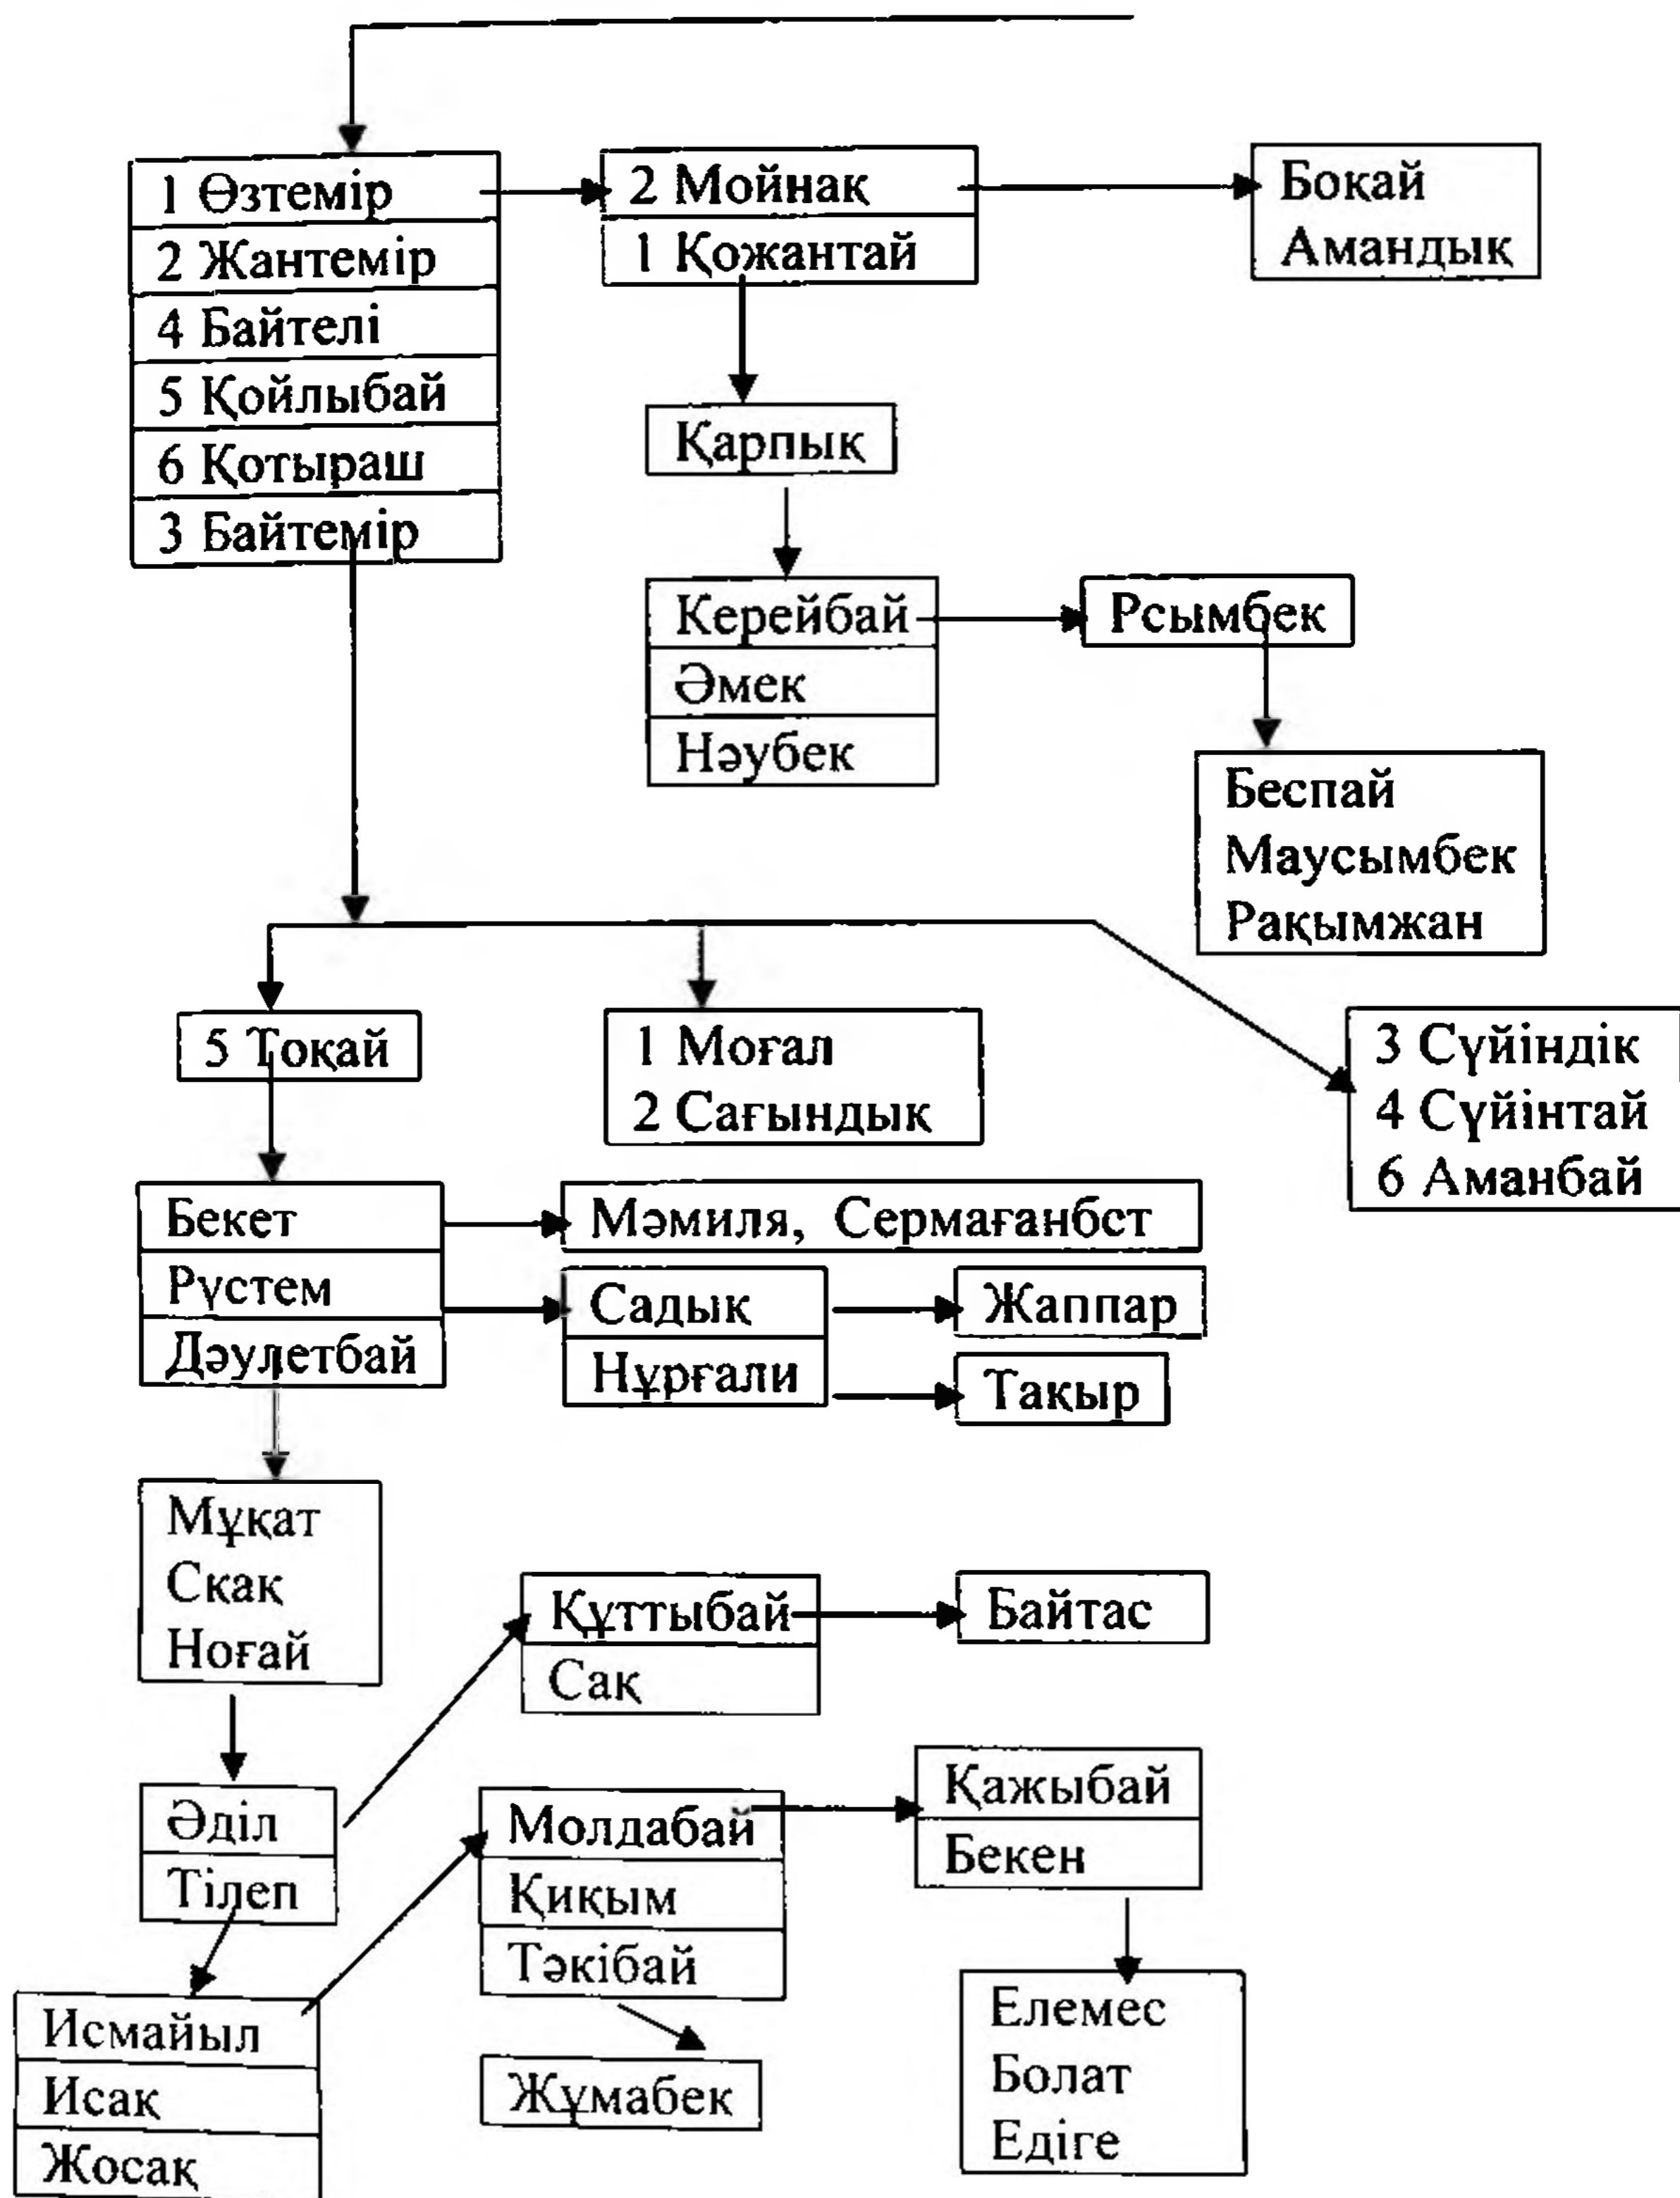 1 Өзтемір
2 Жантемір
4 Байтелі
5 Қойлыбай
6 Қотыраш
3 Байтемір
2 Мойнақ
1 Қожантай
Боқай
Амандық
Қарпық
Керейбай
Әмек
Нәубек
Рсымбек
Беспай
Маусымбек
Рақымжан
5 Тоқай
1 Моғал
2 Сағындық
3 Сүйіндік
4 Сүйінтай
6 Аманбай
Бекет
Рүстем
Дәулетбай
Мәмиля, Сермағанбст
Садық
Нұрғали
Жаппар
Тақыр
Мұқат
Сқақ
Ноғай
Құттыбай
Сақ
Байтас
Әділ
Тілеп
Молдабай
Қиқым
Тәкібай
Қажыбай
Бекен
Исмайыл
Исақ
Жосақ
Жұмабек
Елемес
Болат
Едіге